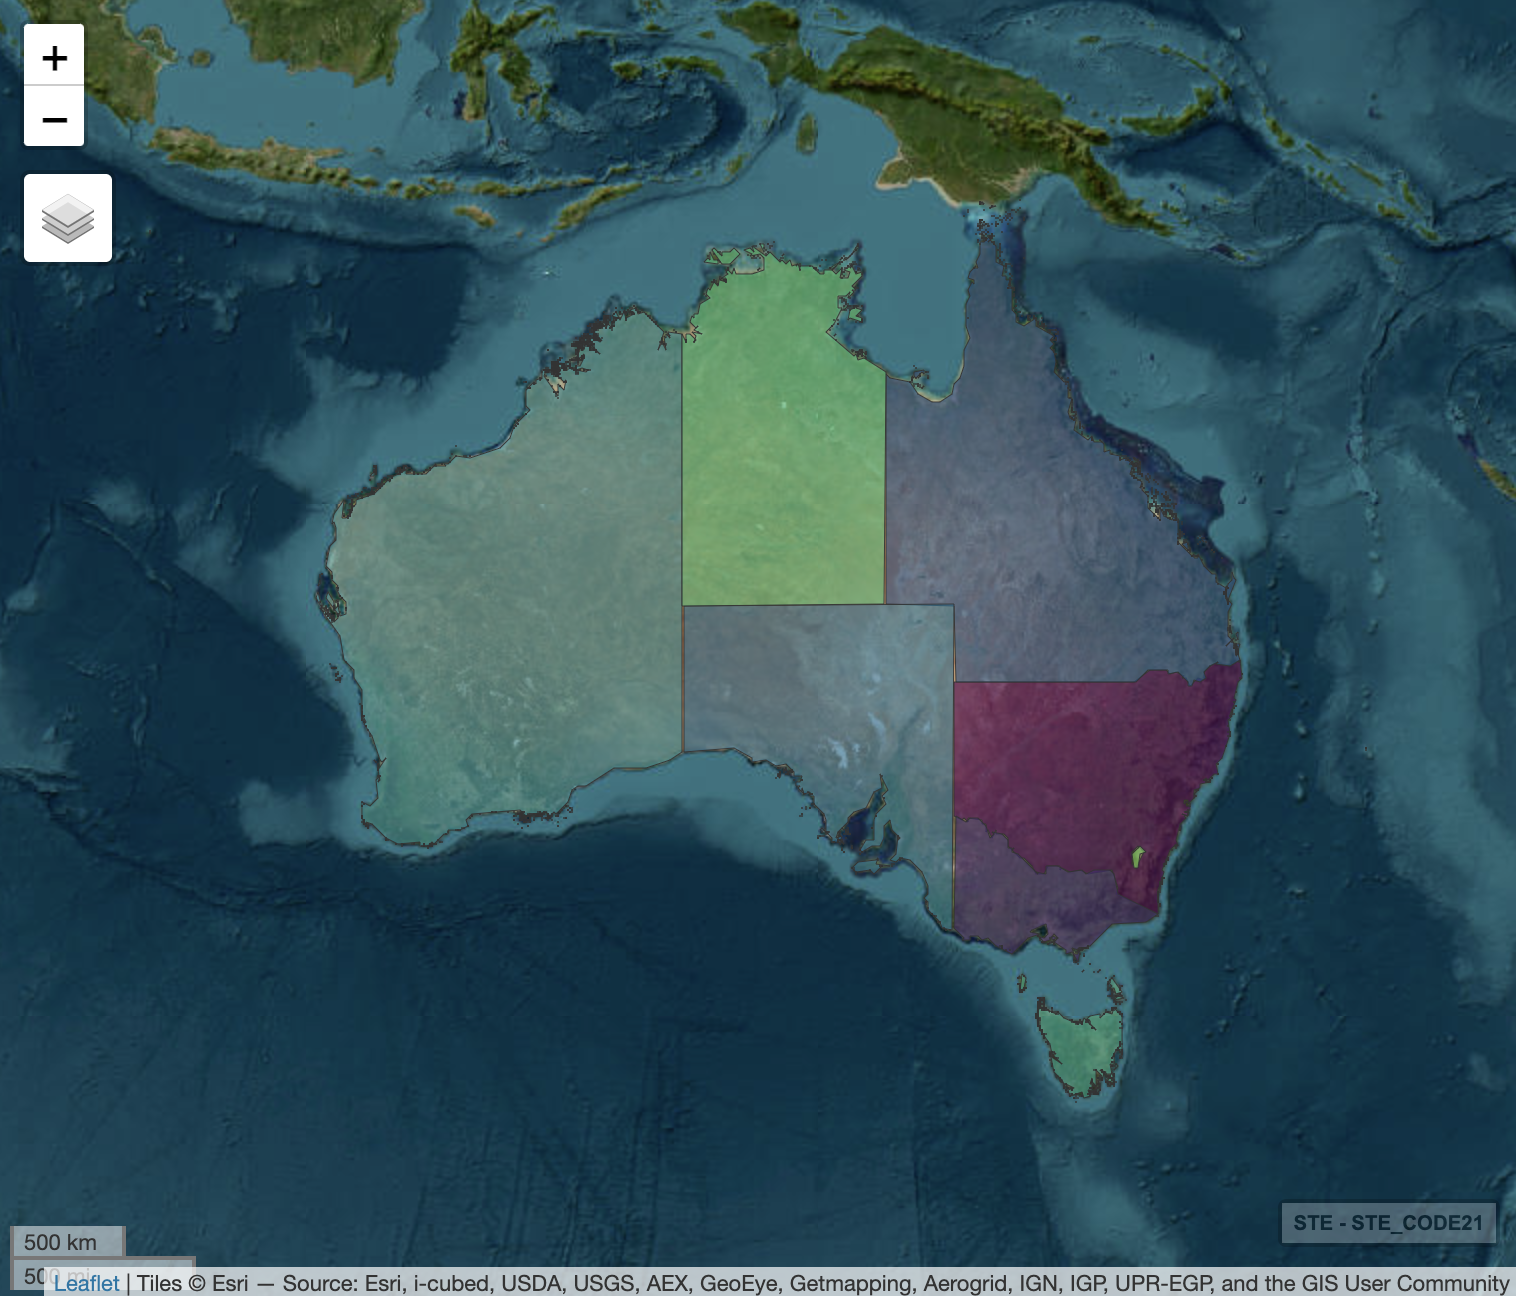 +
−
STE - STE_CODE21
500 km
500 mi
Leaflet | Tiles © Esri — Source: Esri, i-cubed, USDA, USGS, AEX, GeoEye, Getmapping, Aerogrid, IGN, IGP, UPR-EGP, and the GIS User Community